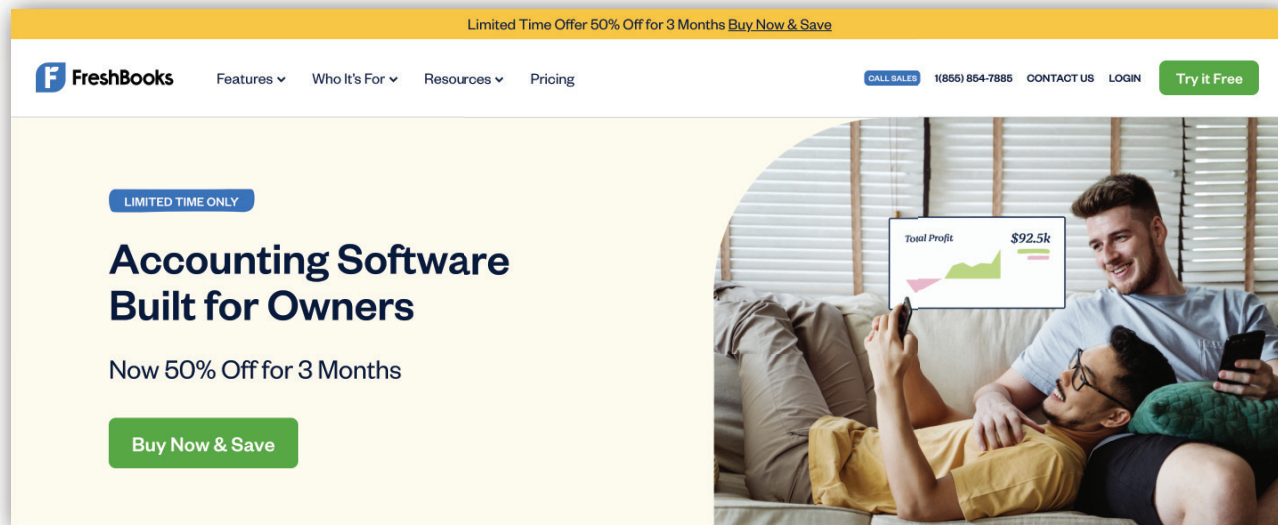 Limited Time Offer 50% Off for 3 Months Buy Now & Save
FreshBooks
Features
Who It's For
Resources
Pricing
CALL SALES
1(855) 854-7885
CONTACT US
LOGIN
Try it Free
LIMITED TIME ONLY
Accounting Software
Built for Owners
Now 50% Off for 3 Months
Buy Now & Save
Total Profit
$92.5k